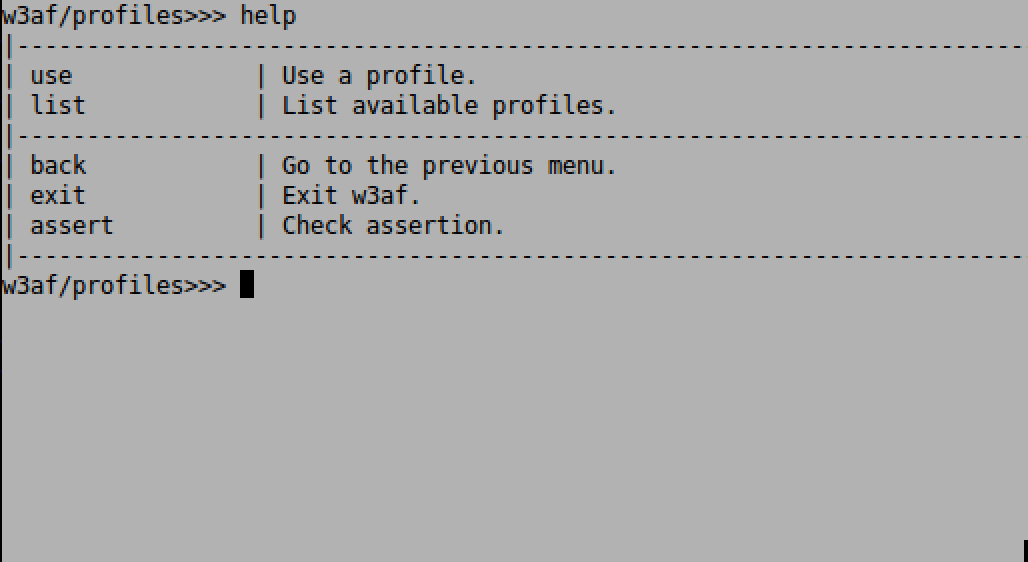 w3af/profiles>>> help
|------------------------------------------------------------------------
| use             | Use a profile.
| list            | List available profiles.
|------------------------------------------------------------------------
| back            | Go to the previous menu.
| exit            | Exit w3af.
| assert          | Check assertion.
|------------------------------------------------------------------------
w3af/profiles>>>